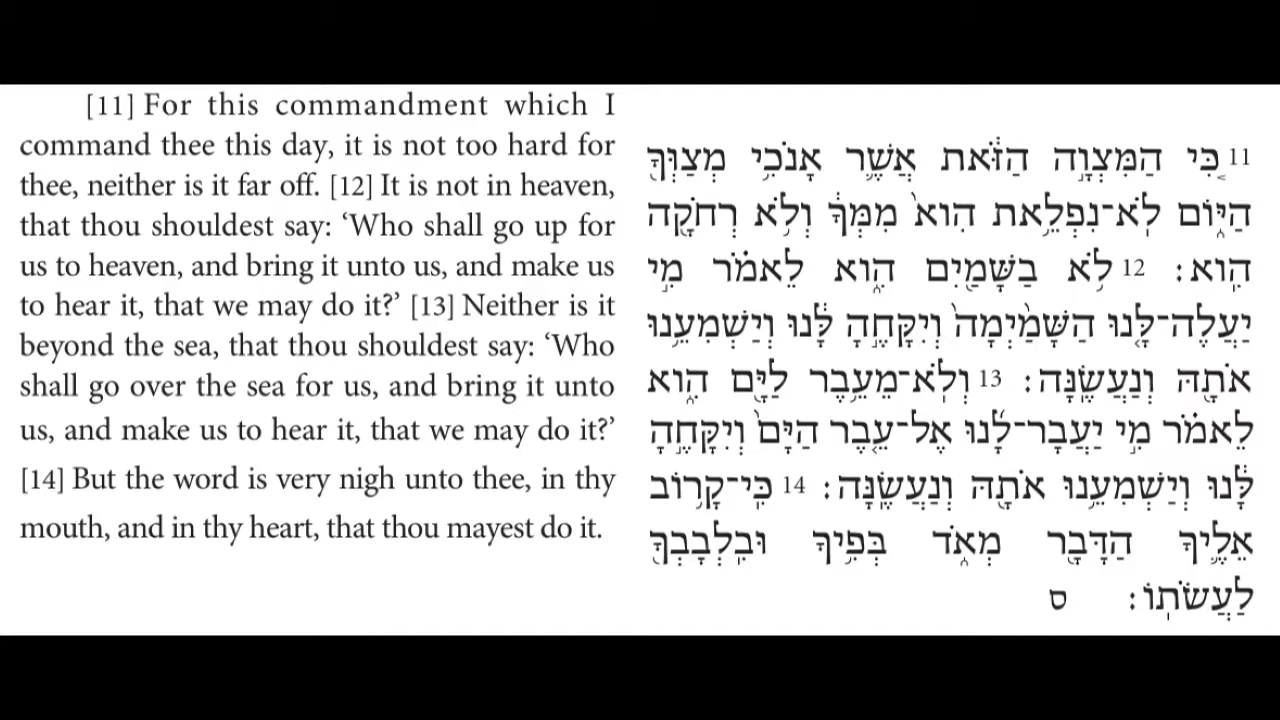 [11] For this commandment which I
command thee this day, it is not too hard for
thee, neither is it far off. [12] It is not in heaven,
that thou shouldest say: ‘Who shall go up for
us to heaven, and bring it unto us, and make us
to hear it, that we may do it?’ [13] Neither is it
beyond the sea, that thou shouldest say: ‘Who
shall go over the sea for us, and bring it unto
us, and make us to hear it, that we may do it?’
[14] But the word is very nigh unto thee, in thy
mouth, and in thy heart, that thou mayest do it.
11 כִּ֚י הַמִּצְוָ֣ה הַזֹּ֔את אֲשֶׁ֛ר אָנֹכִ֥י מְצַוְּךָ֖
הַיּ֑וֹם לֹֽא־נִפְלֵ֥את הִוא֙ מִמְּךָ֔ וְלֹ֥א רְחֹקָ֖ה
הִֽוא׃ 12 לֹ֥א בַשָּׁמַ֖יִם הִ֑וא לֵאמֹ֗ר מִ֣י
יַעֲלֶה־לָּ֤נוּ הַשָּׁמַ֙יְמָה֙ וְיִקָּחֶ֣הָ לָּ֔נוּ וְיַשְׁמִעֵ֥נוּ
אֹתָ֖הּ וְנַעֲשֶֽׂנָּה׃ 13 וְלֹֽא־מֵעֵ֥בֶר לַיָּ֖ם הִ֑וא
לֵאמֹ֗ר מִ֣י יַעֲבָר־לָ֜נוּ אֶל־עֵ֤בֶר הַיָּם֙ וְיִקָּחֶ֣הָ
לָּ֔נוּ וְיַשְׁמִעֵ֥נוּ אֹתָ֖הּ וְנַעֲשֶֽׂנָּה׃ 14 כִּֽי־קָר֥וֹב
אֵלֶ֛יךָ הַדָּבָ֖ר מְאֹ֑ד בְּפִ֥יךָ וּבִֽלְבָבְךָ֖
לַעֲשֹׂתֽוֹ׃ ס